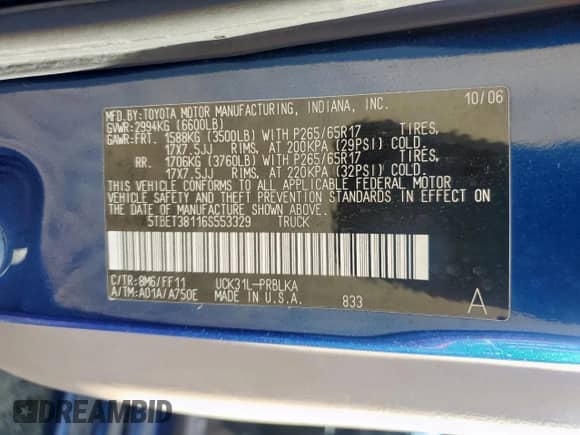 MFD.BY:TOYOTA MOTOR MANUFACTURING, INDIANA, INC. 10/06
GVWR:2994KG (6600LB)
GAWR:FRT. 1588KG (3500LB) WITH P265/65R17 TIRES,
17X7.5JJ RIMS, AT 200KPA (29PSI) COLD.
RR. 1706KG (3760LB) WITH P265/65R17 TIRES,
17X7.5JJ RIMS, AT 220KPA (32PSI) COLD.
THIS VEHICLE CONFORMS TO ALL APPLICABLE FEDERAL MOTOR
VEHICLE SAFETY AND THEFT PREVENTION STANDARDS IN EFFECT ON
THE DATE OF MANUFACTURE SHOWN ABOVE.
5TBET38116S553329 TRUCK
C/TR:8M6/FF11 UCK31L-PRBLKA
A/TM:A01A/A750E MADE IN U.S.A. 833 A
DREAMBID